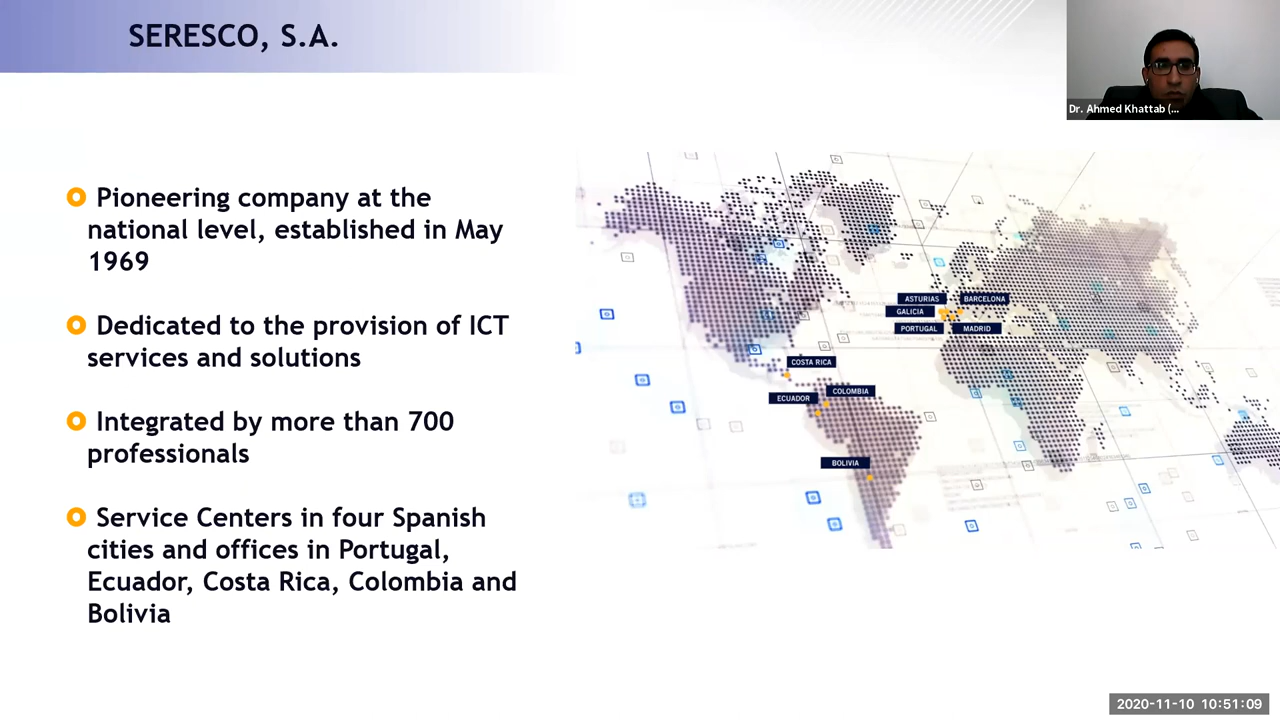 SERESCO, S.A.
Dr. Ahmed Khattab (...
Pioneering company at the
national level, established in May
1969
Dedicated to the provision of ICT
services and solutions
Integrated by more than 700
professionals
Service Centers in four Spanish
cities and offices in Portugal,
Ecuador, Costa Rica, Colombia and
Bolivia
ASTURIAS
BARCELONA
GALICIA
PORTUGAL
MADRID
COSTA RICA
COLOMBIA
ECUADOR
BOLIVIA
2020-11-10 10:51:09